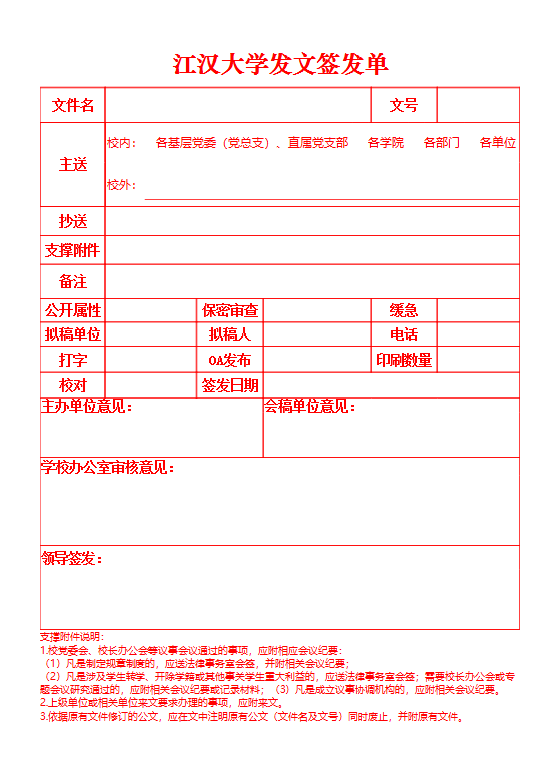 江汉大学发文签发单
文件名 文号
主送
校内： 各基层党委（党总支）、直属党支部 各学院 各部门 各单位
校外：
抄送
支撑附件
备注
公开属性 保密审查 缓急
拟稿单位 拟稿人 电话
打字 OA发布 印刷数量
校对 签发日期
主办单位意见： 会稿单位意见：
学校办公室审核意见：
领导签发：
支撑附件说明：
1.校党委会、校长办公会等议事会议通过的事项，应附相应会议纪要：
（1）凡是制定规章制度的，应送法律事务室会签，并附相关会议纪要；
（2）凡是涉及学生转学、开除学籍或其他事关学生重大利益的，应送法律事务室会签；需要校长办公会或专
题会议研究通过的，应附相关会议纪要或记录材料；（3）凡是成立议事协调机构的，应附相关会议纪要。
2.上级单位或相关单位来文要求办理的事项，应附来文。
3.依据原有文件修订的公文，应在文中注明原有公文（文件名及文号）同时废止，并附原有文件。